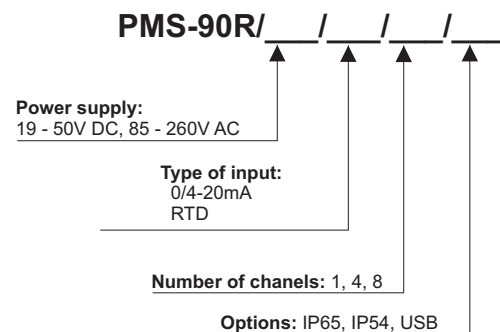 PMS-90R/___/___/___/___
Power supply:
19 - 50V DC, 85 - 260V AC
Type of input:
0/4-20mA
RTD
Number of chanels: 1, 4, 8
Options: IP65, IP54, USB